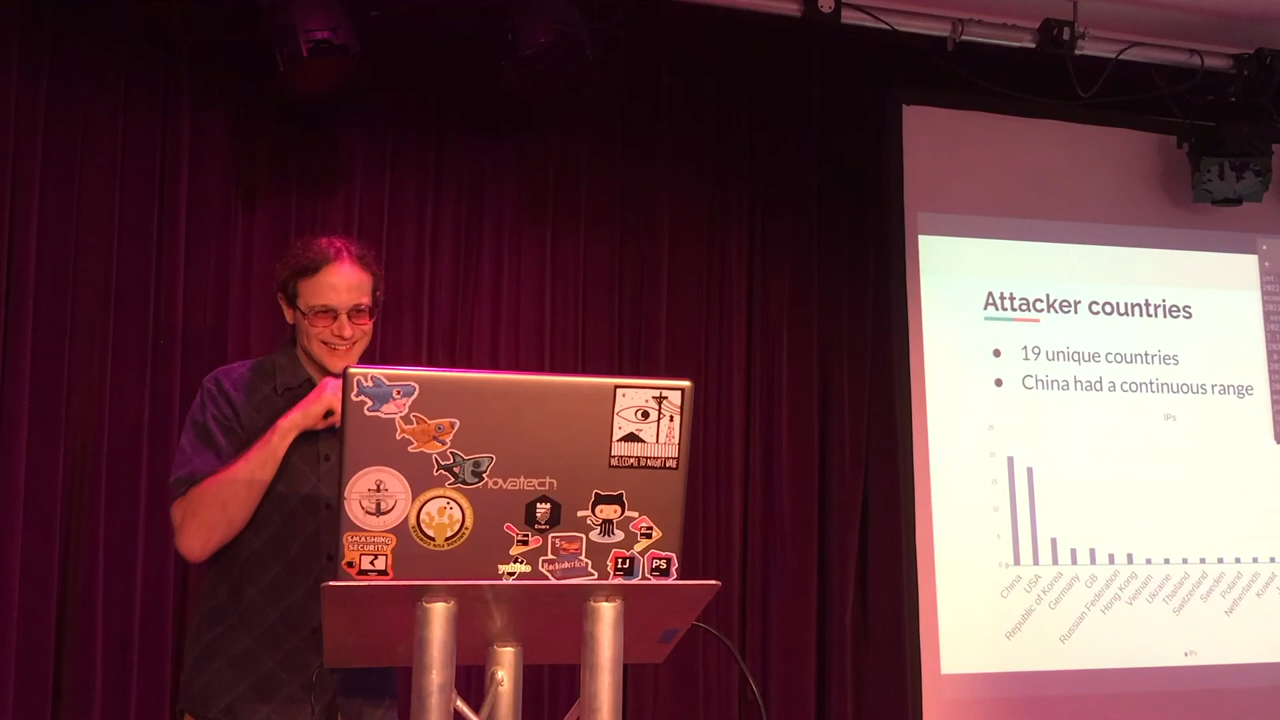 Attacker countries
19 unique countries
China had a continuous range
IPs
China
USA
Republic of Korea
Germany
GB
Russian Federation
Hong Kong
Vietnam
Ukraine
Thailand
Switzerland
Sweden
Poland
Netherlands
Kuwait
IPs
WELCOME TO NIGHT VALE
novatech
SMASHING
SECURITY
yubico
Hacktoberfest
IJ
PS